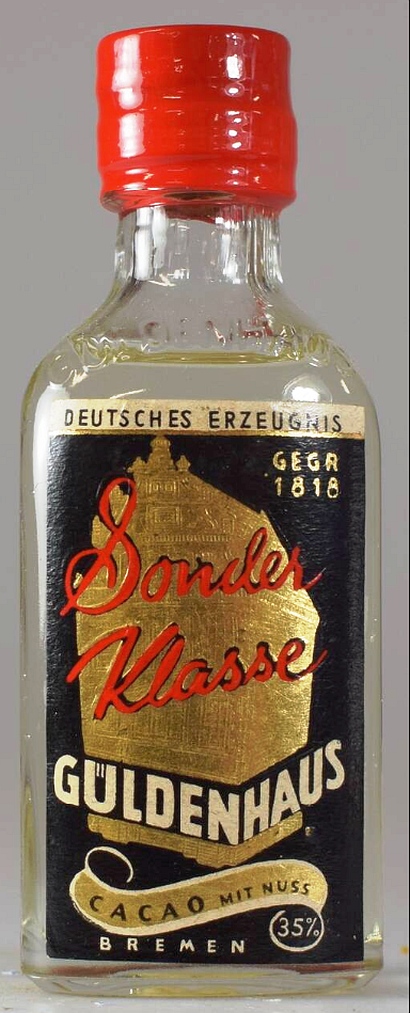 DEUTSCHES ERZEUGNIS
GEGR
1818
Sonder
Klasse
GÜLDENHAUS
CACAO MIT NUSS
35%
BREMEN